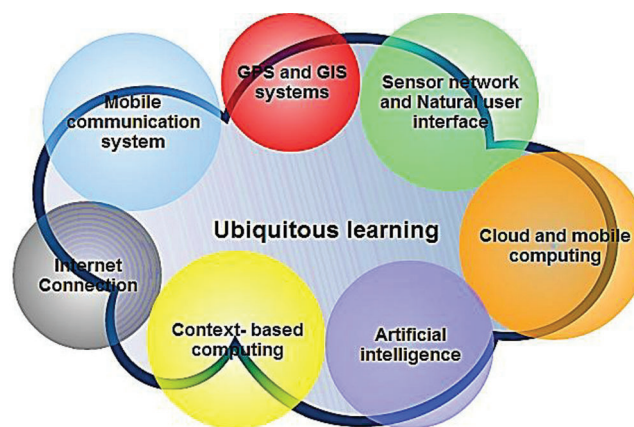 GPS and GIS
systems
Mobile
communication
system
Sensor network
and Natural user
interface
Ubiquitous learning
Cloud and mobile
computing
Internet
Connection
Context- based
computing
Artificial
intelligence